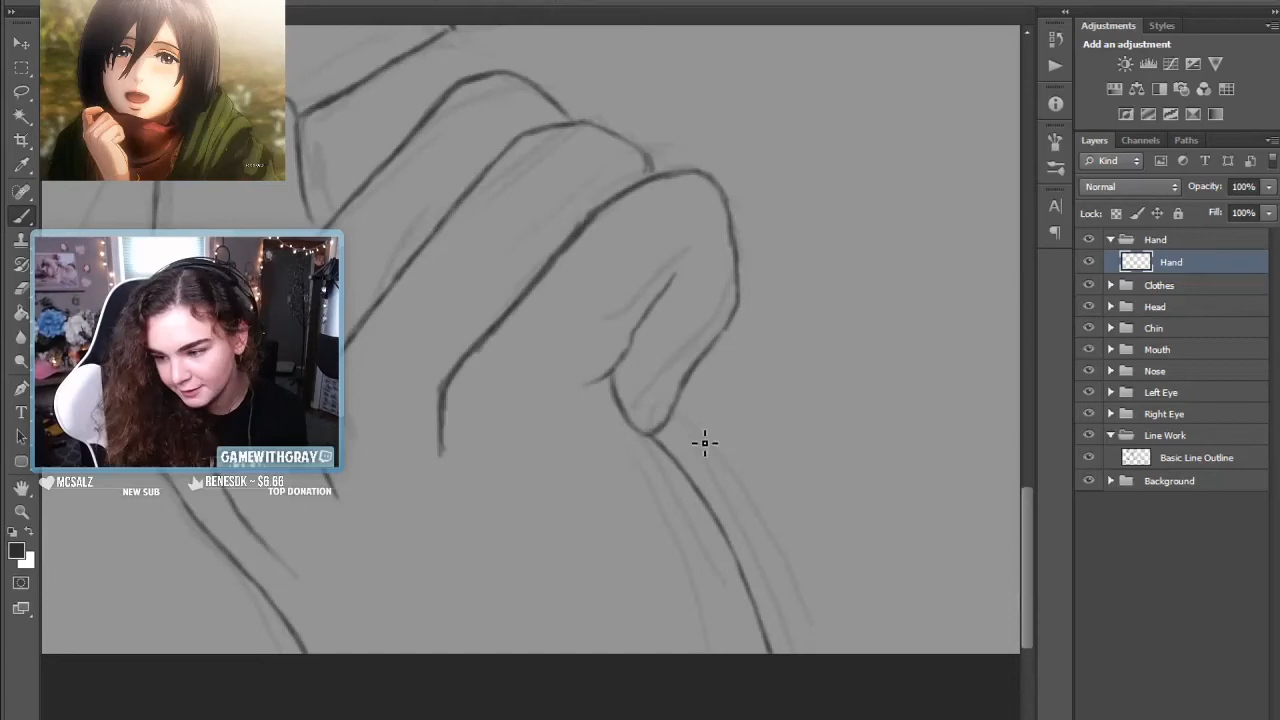 Adjustments Styles
Add an adjustment
Layers Channels Paths
Kind
Normal Opacity: 100%
Lock: Fill: 100%
Hand
Hand
Clothes
Head
Chin
Mouth
Nose
Left Eye
Right Eye
Line Work
Basic Line Outline
Background
GAMEWITHGRAY
MCSALZ
NEW SUB
RENESDK ~ $6.66
TOP DONATION